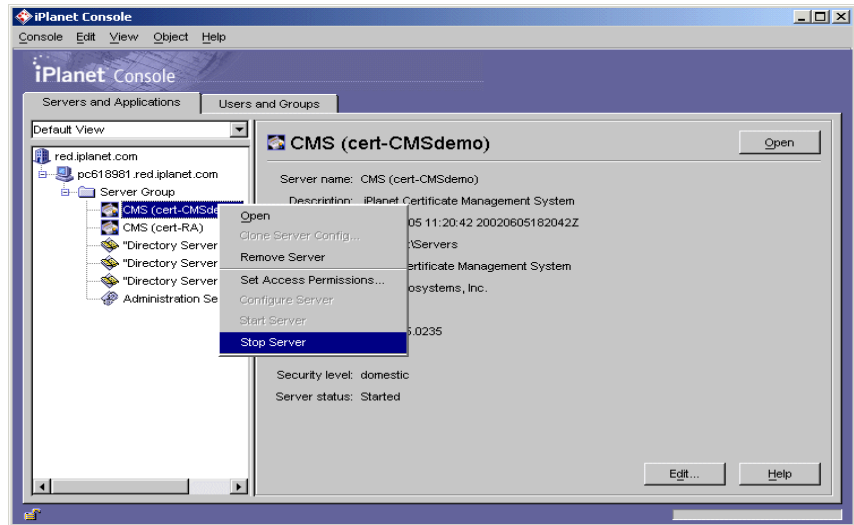 iPlanet Console
Console Edit View Object Help
iPlanet Console
Servers and Applications
Users and Groups
Default View
red.iplanet.com
pc618981.red.iplanet.com
Server Group
CMS (cert-CMSde
CMS (cert-RA)
"Directory Server
"Directory Server
"Directory Server
Administration Se
Open
Clone Server Config...
Remove Server
Set Access Permissions...
Configure Server
Start Server
Stop Server
CMS (cert-CMSdemo)
Open
Server name: CMS (cert-CMSdemo)
Description: iPlanet Certificate Management System
05 11:20:42 20020605182042Z
:\Servers
ertificate Management System
osystems, Inc.
.0235
Security level: domestic
Server status: Started
Edit...
Help